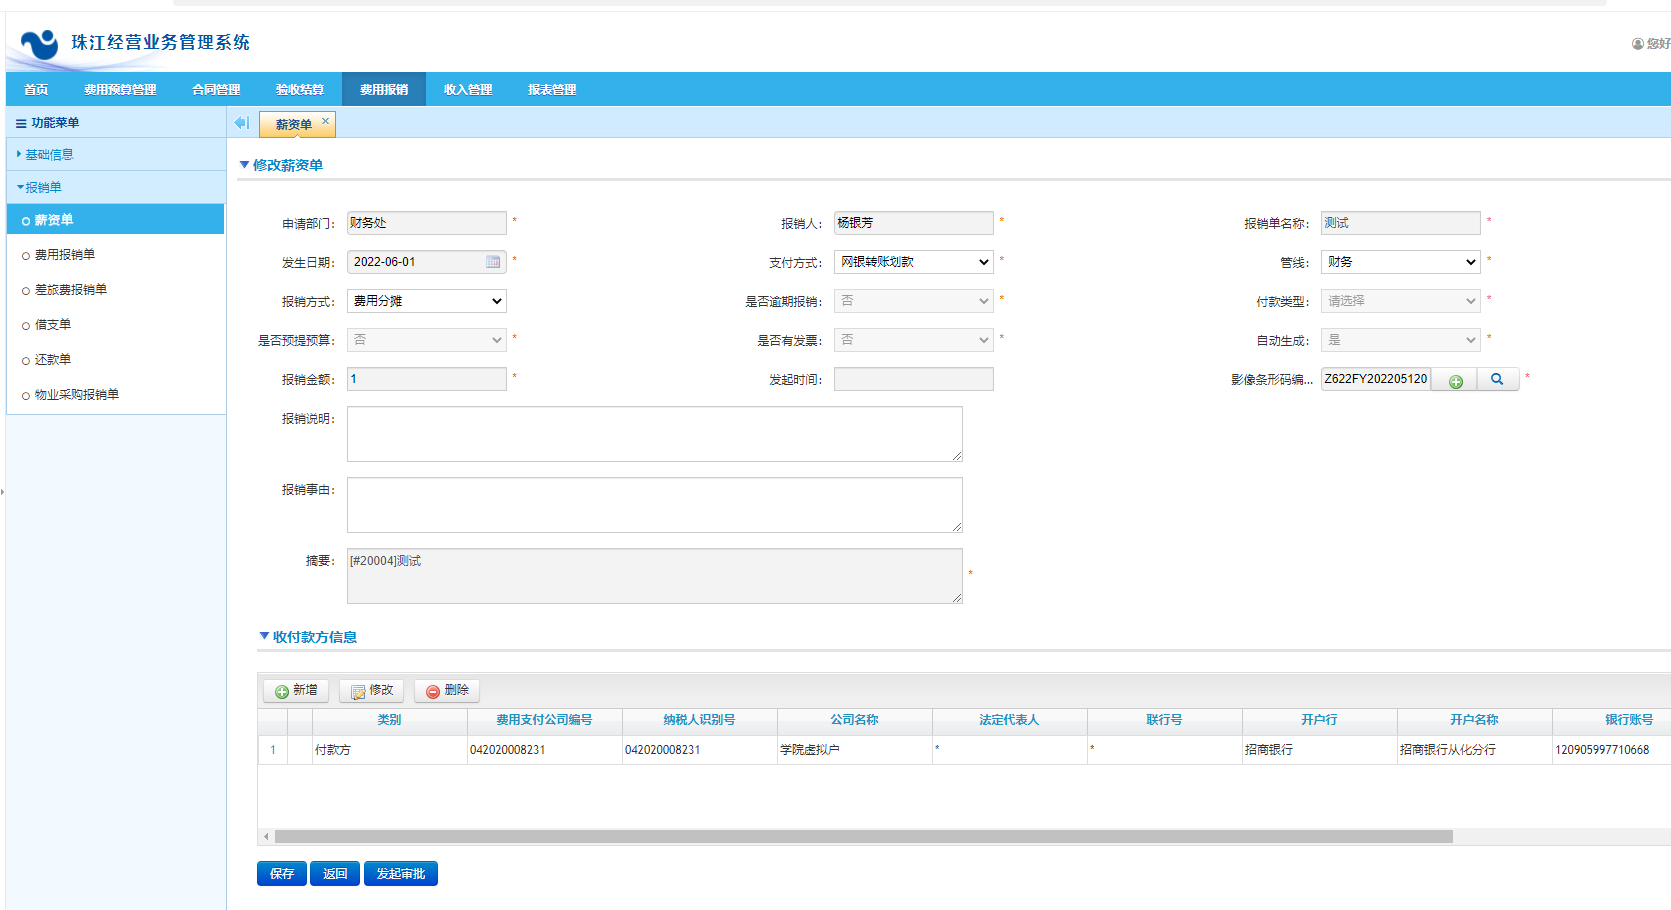 珠江经营业务管理系统
您好
首页 费用预算管理 合同管理 验收结算 费用报销 收入管理 报表管理
功能菜单
薪资单
基础信息
报销单
薪资单
费用报销单
差旅费报销单
借支单
还款单
物业采购报销单
修改薪资单
申请部门： 财务处 * 报销人： 杨银芳 * 报销单名称： 测试 *
发生日期： 2022-06-01 * 支付方式： 网银转账划款 * 管线： 财务 *
报销方式： 费用分摊 是否逾期报销： 否 * 付款类型： 请选择 *
是否预提预算： 否 * 是否有发票： 否 * 自动生成： 是 *
报销金额： 1 * 发起时间： 影像条形码编... Z622FY202205120 *
报销说明：
报销事由：
摘要： [#20004]测试 *
收付款方信息
新增 修改 删除
类别 费用支付公司编号 纳税人识别号 公司名称 法定代表人 联行号 开户行 开户名称 银行账号
1 付款方 042020008231 042020008231 学院虚拟户 * * 招商银行 招商银行从化分行 120905997710668
保存 返回 发起审批